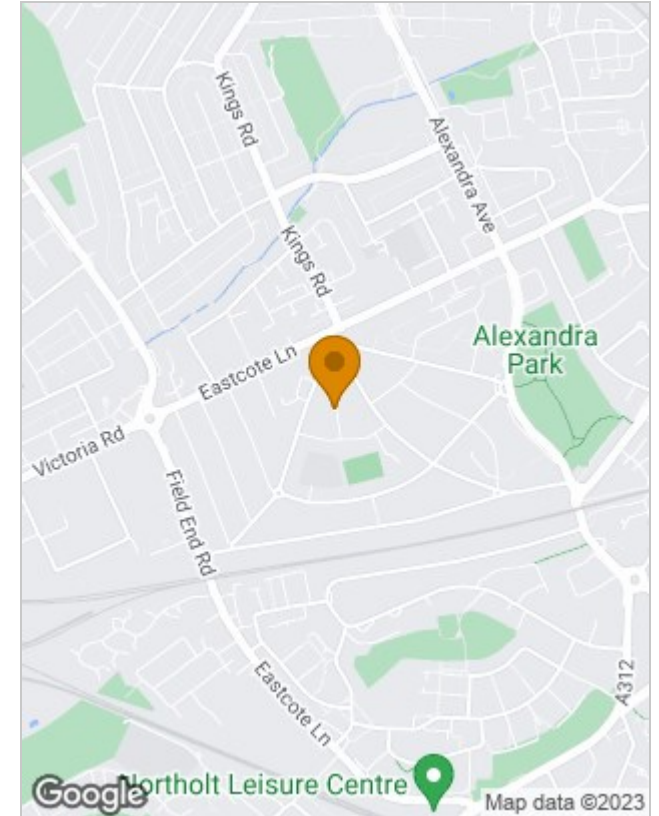 Kings Rd
Alexandra Ave
Kings Rd
Eastcote Ln
Alexandra
Park
Victoria Rd
Field End Rd
Eastcote Ln
A312
Northolt Leisure Centre
Google
Map data ©2023